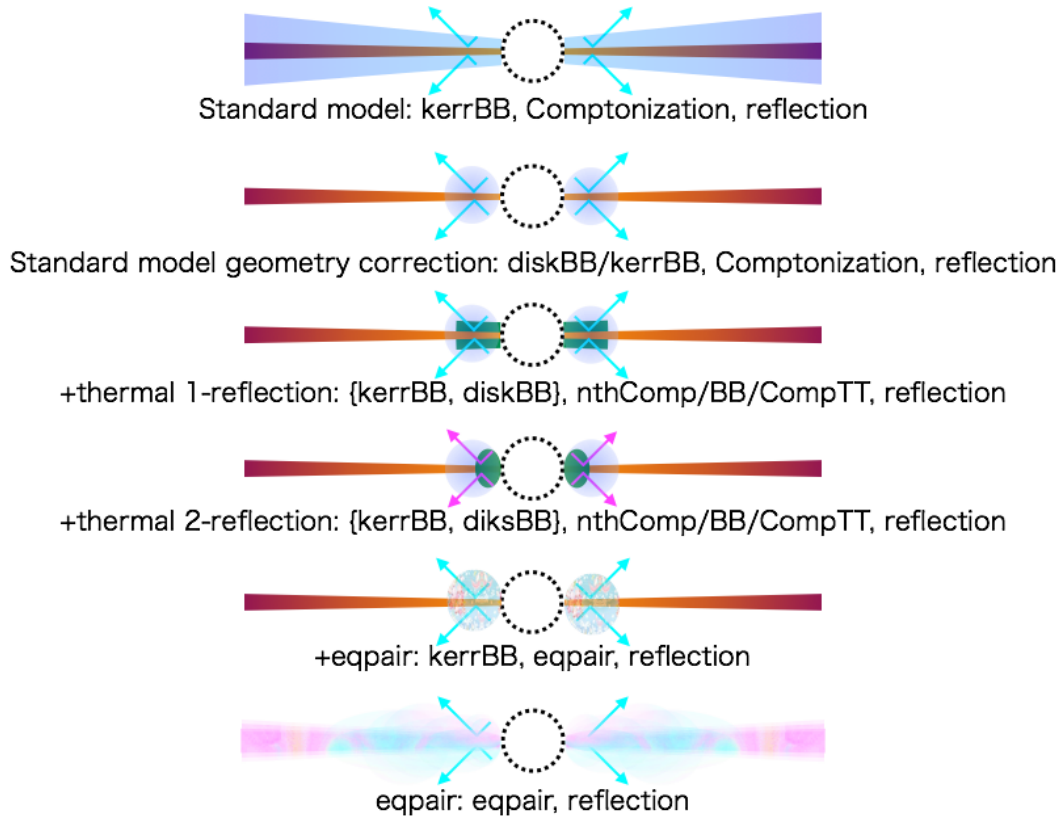 Standard model: kerrBB, Comptonization, reflection
Standard model geometry correction: diskBB/kerrBB, Comptonization, reflection
+thermal 1-reflection: {kerrBB, diskBB}, nthComp/BB/CompTT, reflection
+thermal 2-reflection: {kerrBB, diksBB}, nthComp/BB/CompTT, reflection
+eqpair: kerrBB, eqpair, reflection
eqpair: eqpair, reflection